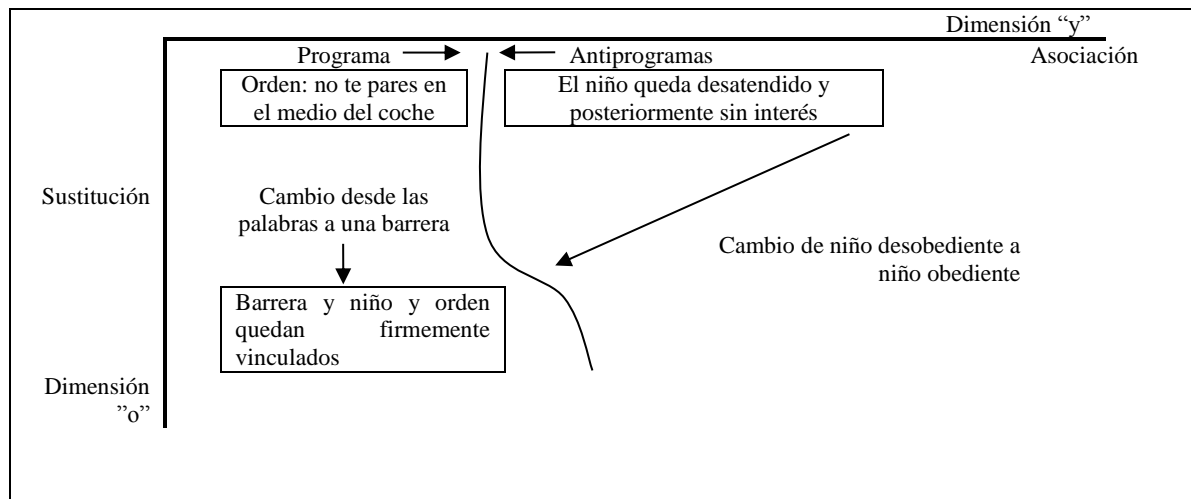 Dimensión “y”
Programa
Antiprogramas
Asociación
Orden: no te pares en
el medio del coche
El niño queda desatendido y
posteriormente sin interés
Sustitución
Cambio desde las
palabras a una barrera
Cambio de niño desobediente a
niño obediente
Barrera y niño y orden
quedan firmemente
vinculados
Dimensión
”o”